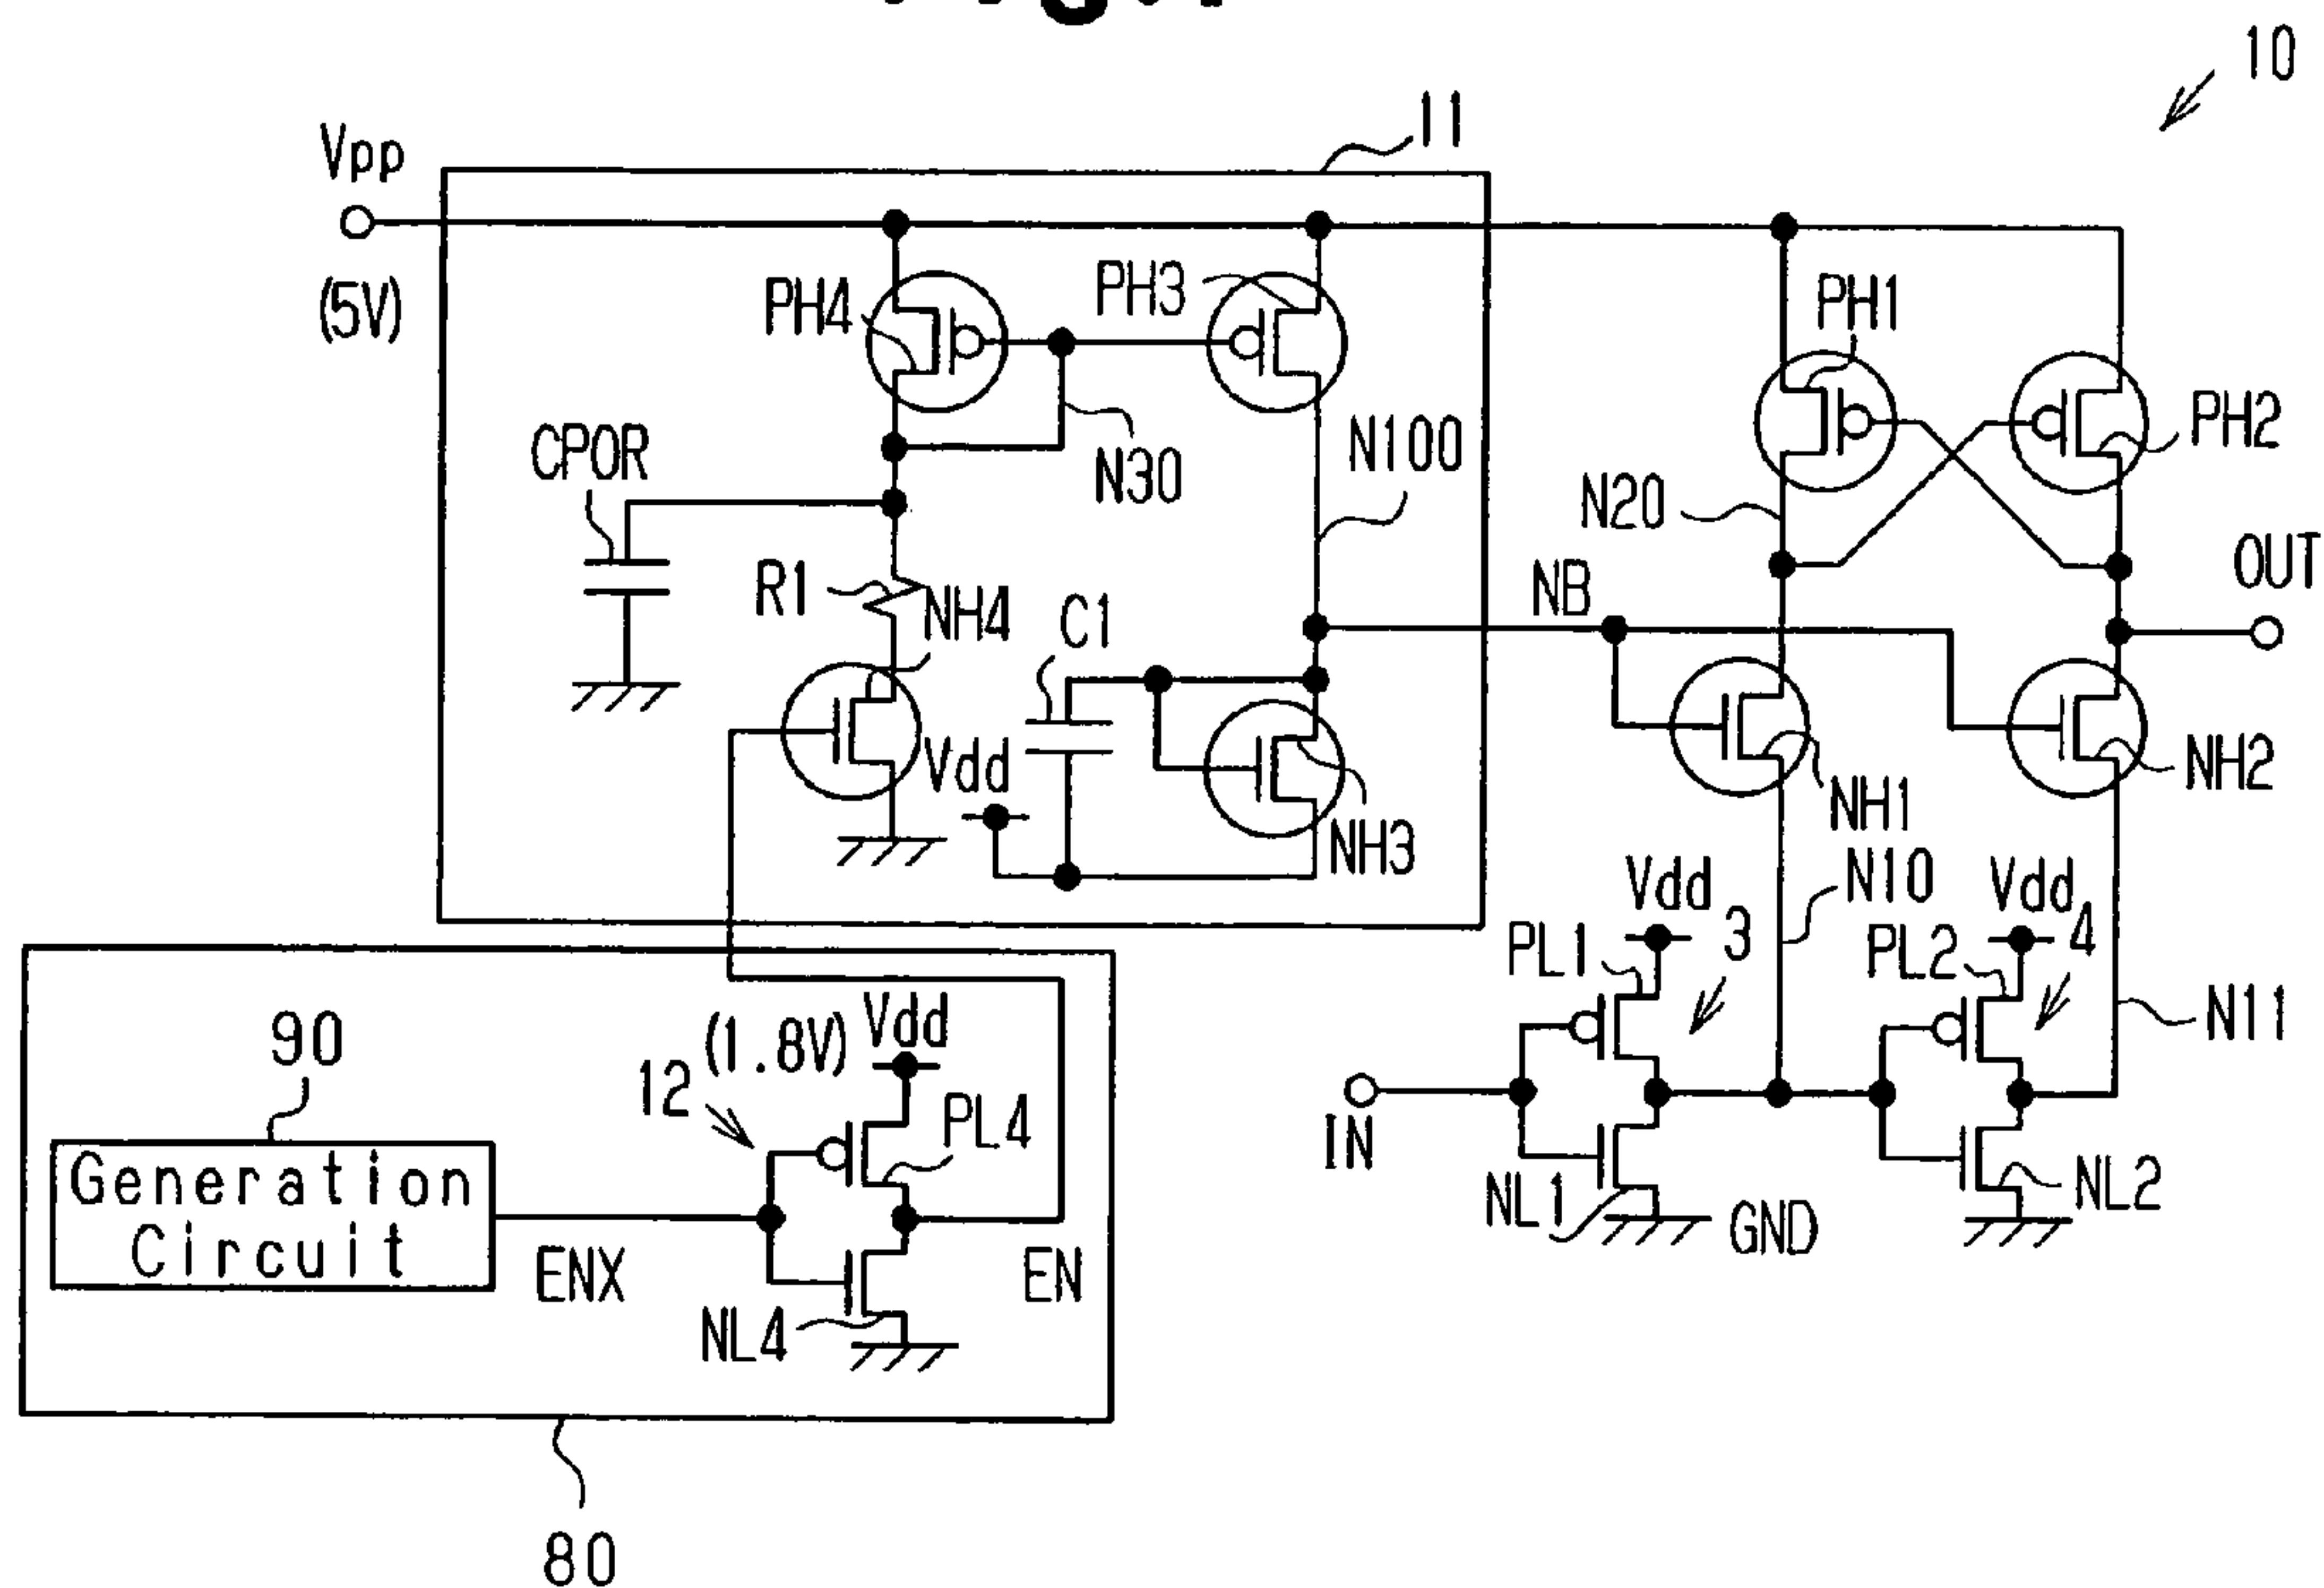 10
11
Vpp
(5V)
PH4
PH3
PH1
PH2
CPOR
N30
N100
N20
OUT
R1
NH4
C1
NB
Vdd
NH3
NH1
NH2
Vdd
N10
Vdd
PL1
3
PL2
4
N11
90
(1.8V)
Vdd
12
PL4
IN
Generation
Circuit
ENX
EN
NL4
NL1
GND
NL2
80